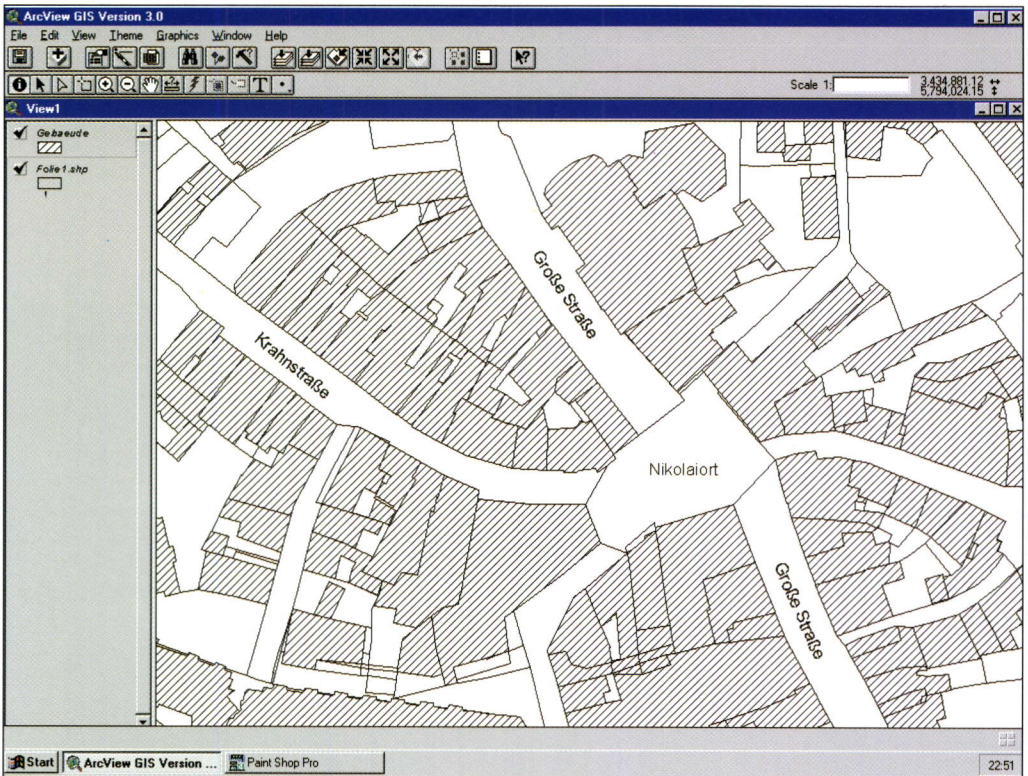 ArcView GIS Version 3.0
File Edit View Theme Graphics Window Help
Scale 1:
3,434,881.12
5,794,024.15
View1
Gebaeude
Folie1.shp
Große Straße
Krahnstraße
Nikolaiort
Große Straße
Start
ArcView GIS Version ...
Paint Shop Pro
22:51